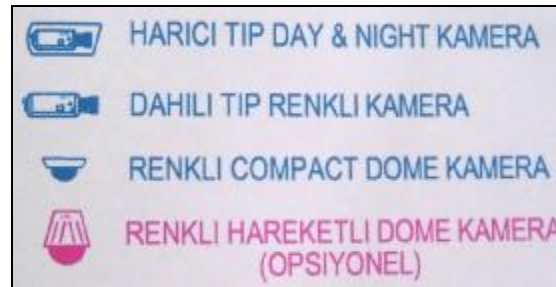 HARICI TIP DAY & NIGHT KAMERA
DAHILI TIP RENKLI KAMERA
RENKLI COMPACT DOME KAMERA
RENKLI HAREKETLI DOME KAMERA
(OPSIYONEL)